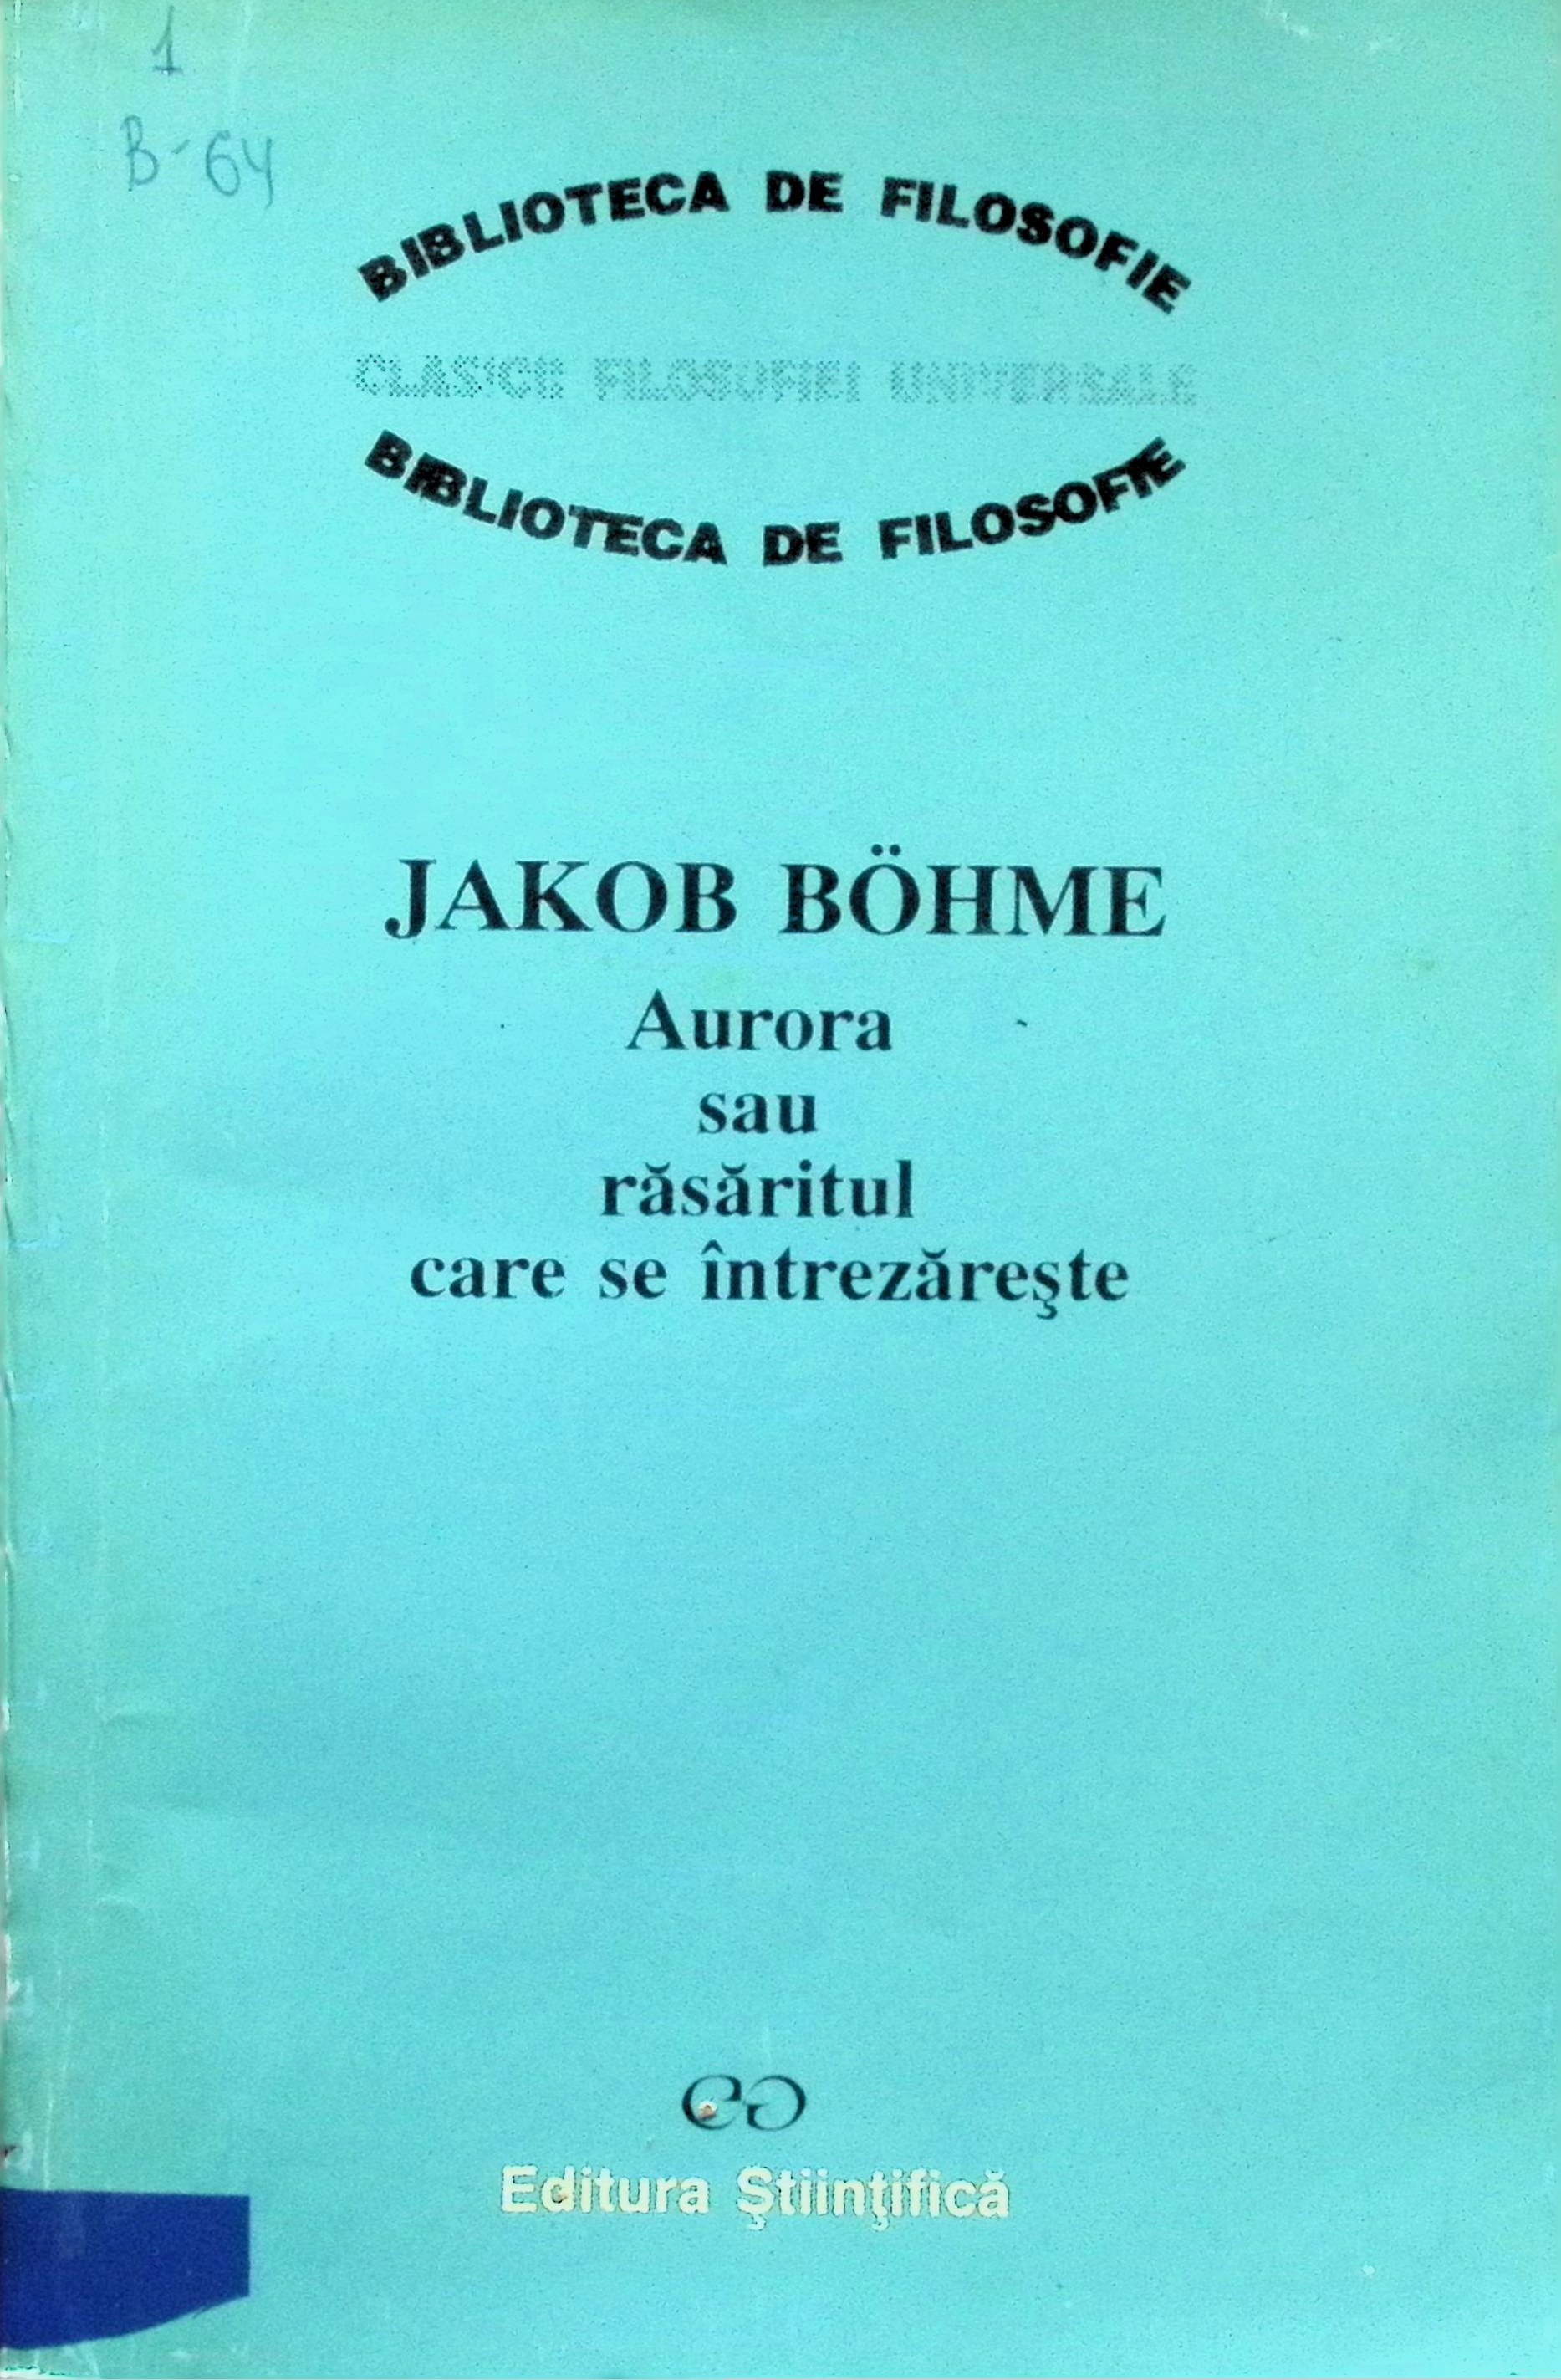 1
B-64
BIBLIOTECA DE FILOSOFIE
CLASICII FILOSOFIEI UNIVERSALE
BIBLIOTECA DE FILOSOFIE
JAKOB BÖHME
Aurora
sau
răsăritul
care se întrezăreşte
Editura Ştiinţifică